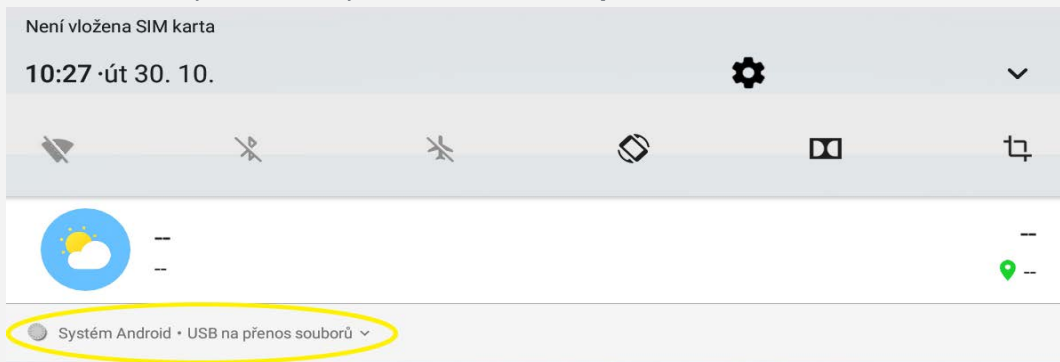 Není vložena SIM karta
10:27 ·út 30. 10.
--
--
--
--
Systém Android • USB na přenos souborů